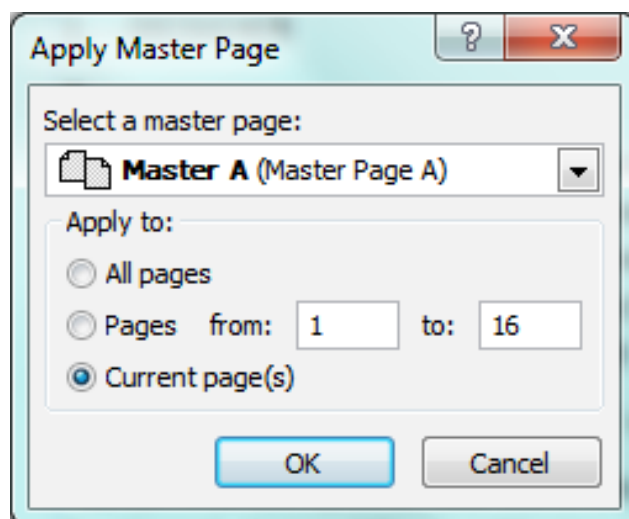 Apply Master Page
?
Select a master page:
Master A (Master Page A)
Apply to:
All pages
Pages from: 1 to: 16
Current page(s)
OK Cancel